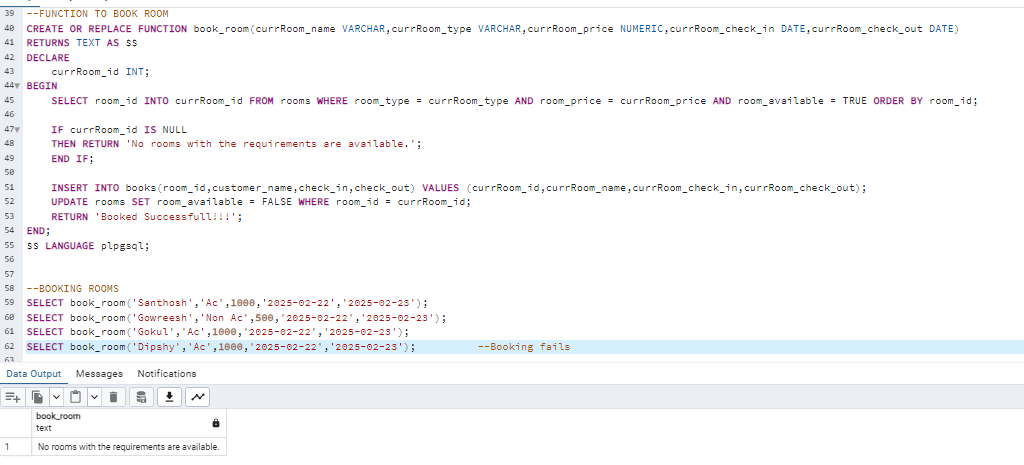 39 --FUNCTION TO BOOK ROOM
40 CREATE OR REPLACE FUNCTION book_room(currRoom_name VARCHAR,currRoom_type VARCHAR,currRoom_price NUMERIC,currRoom_check_in DATE,currRoom_check_out DATE)
41 RETURNS TEXT AS $$
42 DECLARE
43 currRoom_id INT;
44 BEGIN
45 SELECT room_id INTO currRoom_id FROM rooms WHERE room_type = currRoom_type AND room_price = currRoom_price AND room_available = TRUE ORDER BY room_id;
46
47 IF currRoom_id IS NULL
48 THEN RETURN 'No rooms with the requirements are available.';
49 END IF;
50
51 INSERT INTO books(room_id,customer_name,check_in,check_out) VALUES (currRoom_id,currRoom_name,currRoom_check_in,currRoom_check_out);
52 UPDATE rooms SET room_available = FALSE WHERE room_id = currRoom_id;
53 RETURN 'Booked Successfull!!!';
54 END;
55 $$ LANGUAGE plpgsql;
56
57
58 --BOOKING ROOMS
59 SELECT book_room('Santhosh','Ac',1000,'2025-02-22','2025-02-23');
60 SELECT book_room('Gowreesh','Non Ac',500,'2025-02-22','2025-02-23');
61 SELECT book_room('Gokul','Ac',1000,'2025-02-22','2025-02-23');
62 SELECT book_room('Dipshy','Ac',1000,'2025-02-22','2025-02-23'); --Booking fails
63
Data Output Messages Notifications
book_room
text
1 No rooms with the requirements are available.